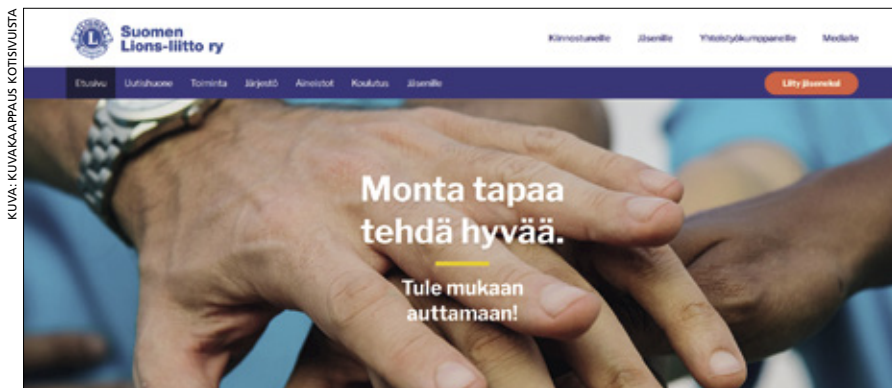 KUVA: KUVAKAAPPAUS KOTISIVUISTA
Suomen
Lions-liitto ry
Kiinnostuneille Jäsenille Yhteistyökumppaneille Medialle
Etusivu Uutishuone Toiminta Järjestö Aineistot Koulutus Jäsenille
Liity jäseneksi
Monta tapaa
tehdä hyvää.
Tule mukaan
auttamaan!